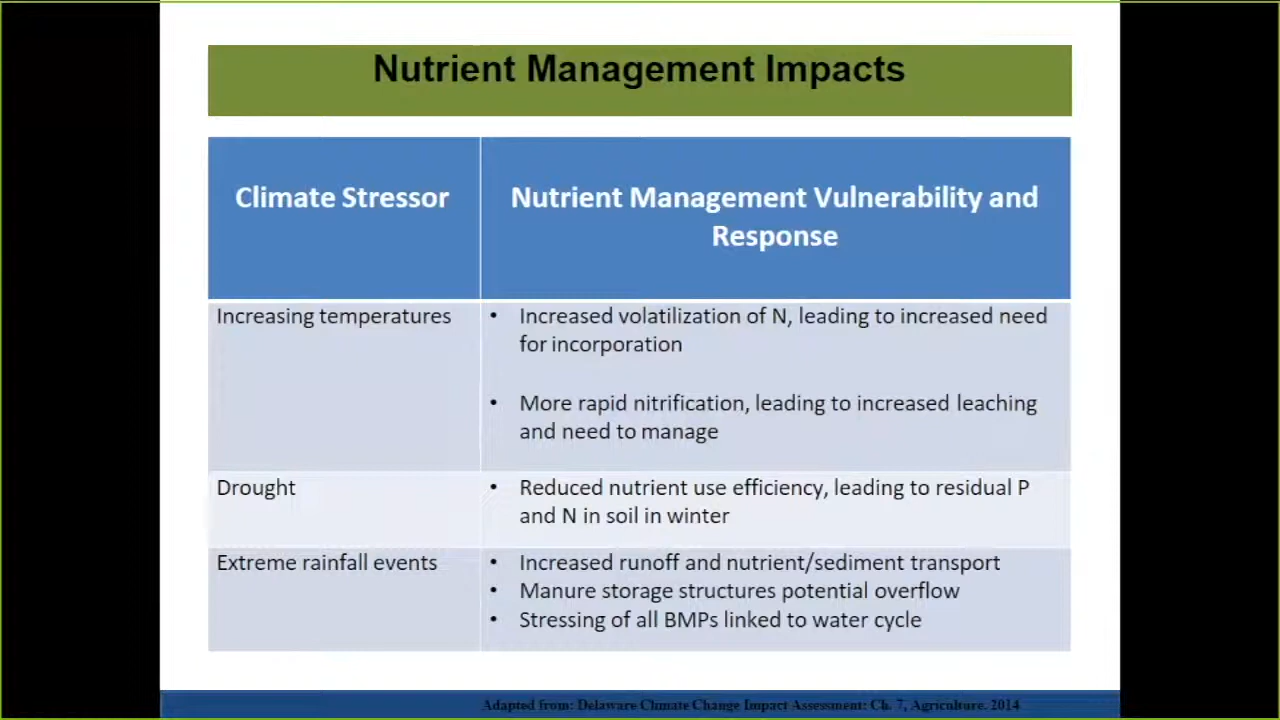 Nutrient Management Impacts
Climate Stressor
Nutrient Management Vulnerability and
Response
Increasing temperatures
• Increased volatilization of N, leading to increased need
for incorporation
• More rapid nitrification, leading to increased leaching
and need to manage
Drought
• Reduced nutrient use efficiency, leading to residual P
and N in soil in winter
Extreme rainfall events
• Increased runoff and nutrient/sediment transport
• Manure storage structures potential overflow
• Stressing of all BMPs linked to water cycle
Adapted from: Delaware Climate Change Impact Assessment: Ch. 7, Agriculture. 2014